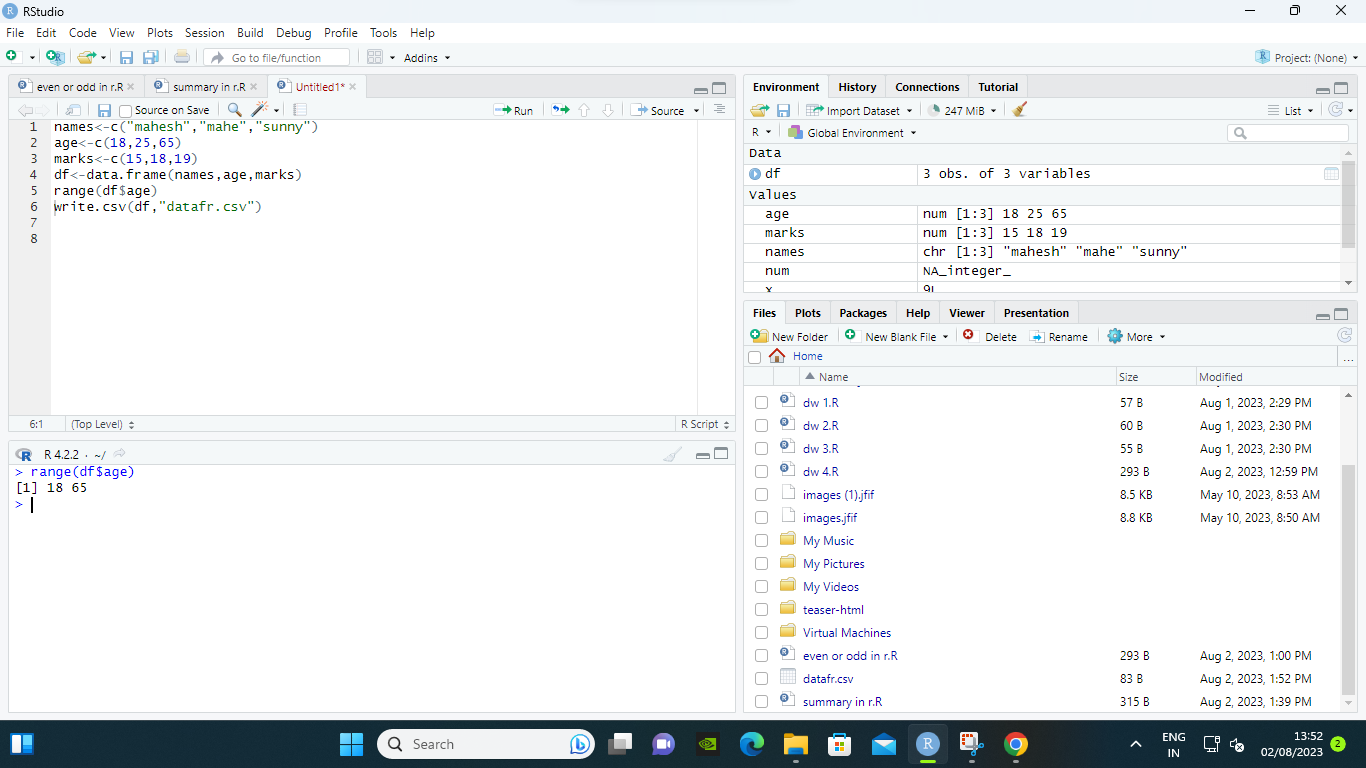 RStudio
File Edit Code View Plots Session Build Debug Profile Tools Help
Go to file/function Addins Project: (None)
even or odd in r.R summary in r.R Untitled1*
Source on Save Run Source
1 names<-c("mahesh","mahe","sunny")
2 age<-c(18,25,65)
3 marks<-c(15,18,19)
4 df<-data.frame(names,age,marks)
5 range(df$age)
6 write.csv(df,"datafr.csv")
7
8
6:1 (Top Level) R Script
R 4.2.2 . ~/
> range(df$age)
[1] 18 65
>
Environment History Connections Tutorial
Import Dataset 247 MiB List
R Global Environment
Data
df 3 obs. of 3 variables
Values
age num [1:3] 18 25 65
marks num [1:3] 15 18 19
names chr [1:3] "mahesh" "mahe" "sunny"
num NA_integer_
x 9L
Files Plots Packages Help Viewer Presentation
New Folder New Blank File Delete Rename More
Home ...
Name Size Modified
dw 1.R 57 B Aug 1, 2023, 2:29 PM
dw 2.R 60 B Aug 1, 2023, 2:30 PM
dw 3.R 55 B Aug 1, 2023, 2:30 PM
dw 4.R 293 B Aug 2, 2023, 12:59 PM
images (1).jfif 8.5 KB May 10, 2023, 8:53 AM
images.jfif 8.8 KB May 10, 2023, 8:50 AM
My Music
My Pictures
My Videos
teaser-html
Virtual Machines
even or odd in r.R 293 B Aug 2, 2023, 1:00 PM
datafr.csv 83 B Aug 2, 2023, 1:52 PM
summary in r.R 315 B Aug 2, 2023, 1:39 PM
Search
ENG
IN
13:52
02/08/2023
2